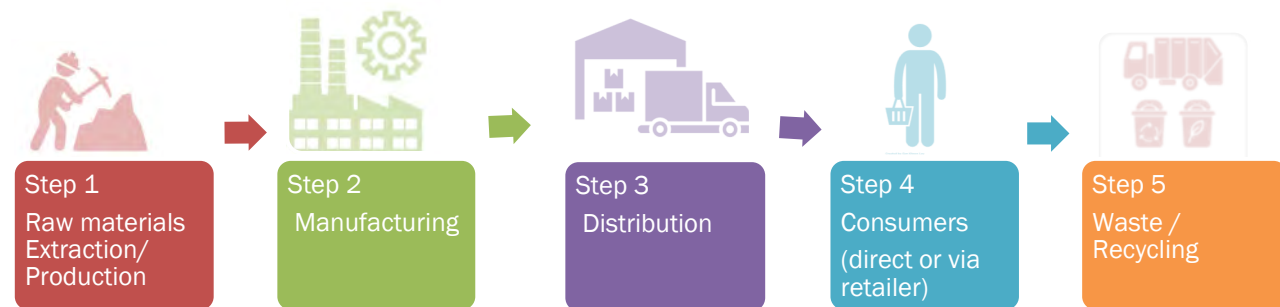 Step 1
Raw materials
Extraction/
Production
Step 2
Manufacturing
Step 3
Distribution
Step 4
Consumers
(direct or via
retailer)
Step 5
Waste /
Recycling